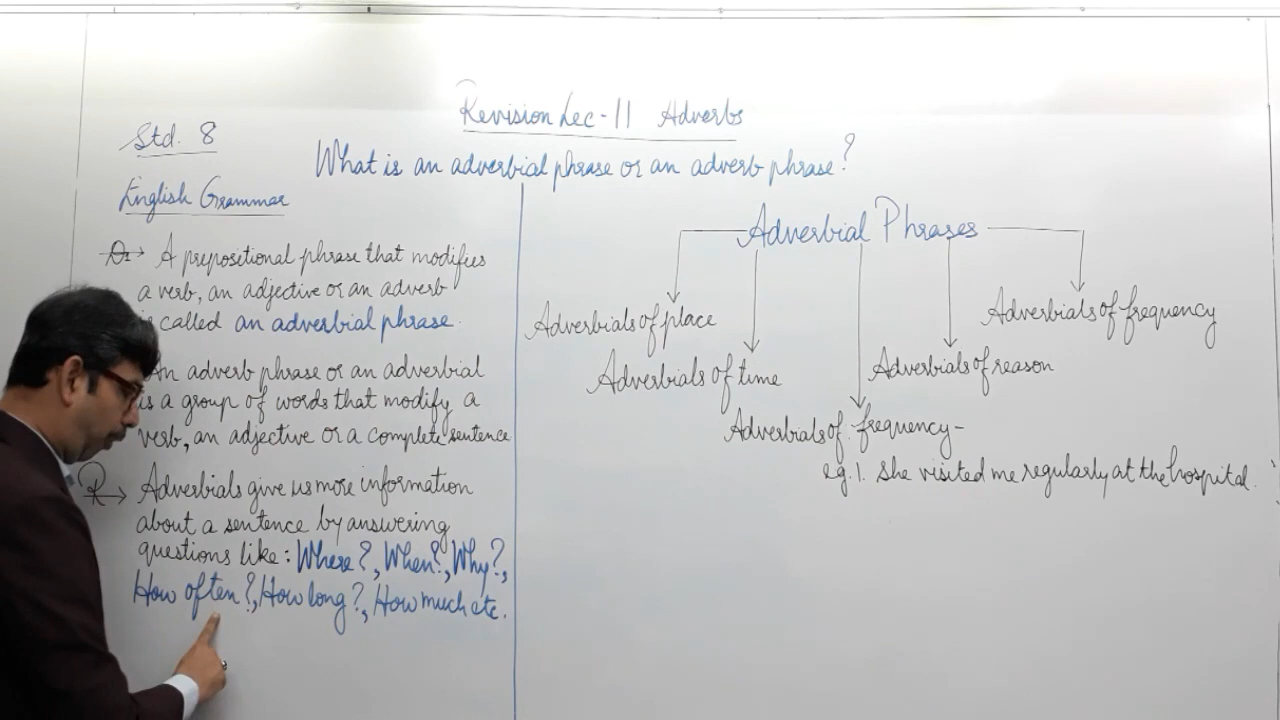 Revision Lec-11 Adverbs
Std. 8
What is an adverbial phrase or an adverb phrase?
English Grammar
A prepositional phrase that modifies
a verb, an adjective or an adverb
called an adverbial phrase.
An adverb phrase or an adverbial
is a group of words that modify a
verb, an adjective or a complete sentence
R→ Adverbials give us more information
about a sentence by answering
questions like: Where?, When?, Why?,
How often?, How long?, How much etc.
Adverbial Phrases
Adverbials of place
Adverbials of time
Adverbials of frequency-
e.g. 1. She visited me regularly at the hospital.
Adverbials of reason
Adverbials of frequency